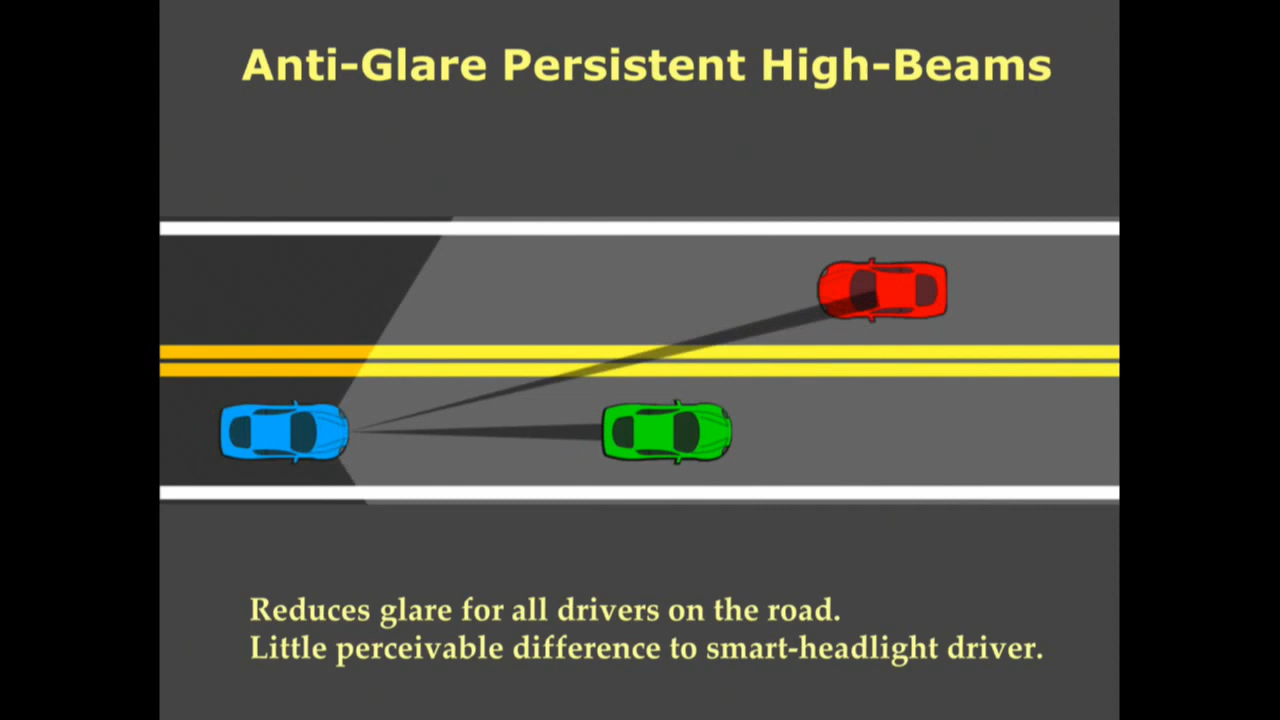 Anti-Glare Persistent High-Beams
Reduces glare for all drivers on the road.
Little perceivable difference to smart-headlight driver.